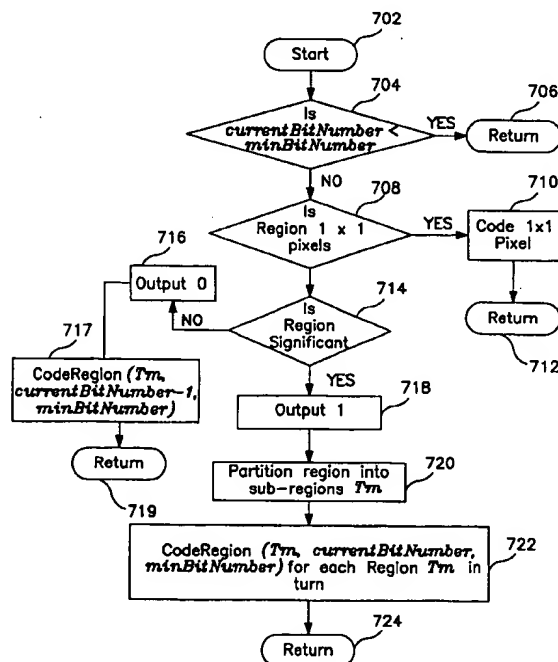 702
Start
704
Is
currentBitNumber <
minBitNumber
YES
706
Return
NO
708
Is
Region 1 x 1
pixels
YES
710
Code 1x1
Pixel
Return
712
716
Output 0
NO
714
Is
Region
Significant
717
CodeRegion (Tm,
currentBitNumber-1,
minBitNumber)
Return
719
YES
Output 1
718
Partition region into
sub-regions Tm
720
CodeRegion (Tm, currentBitNumber,
minBitNumber) for each Region Tm in
turn
722
Return
724